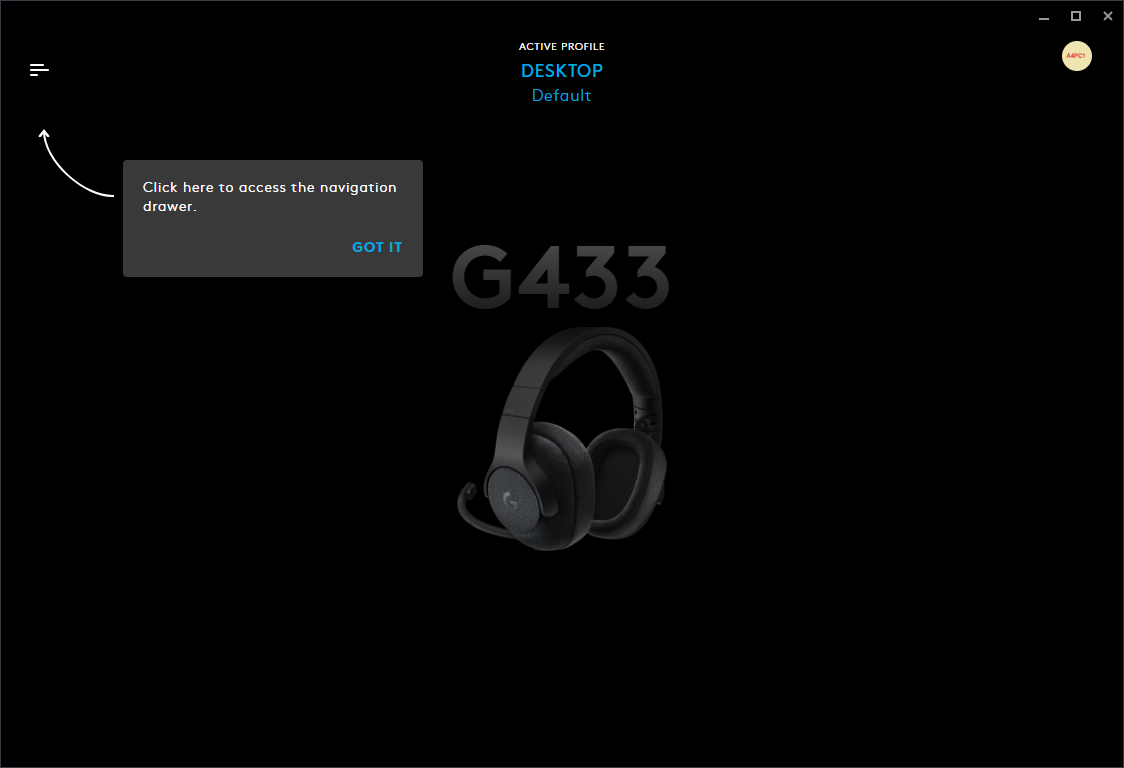 ACTIVE PROFILE
DESKTOP
Default
A4PC1
Click here to access the navigation
drawer.
GOT IT
G433